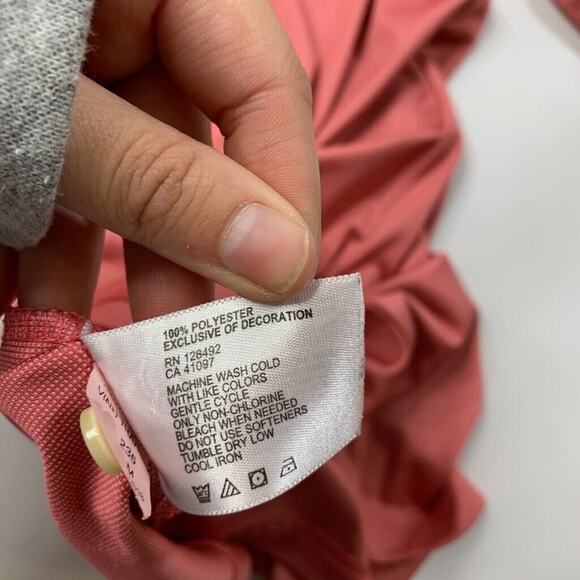 100% POLYESTER
EXCLUSIVE OF DECORATION
RN 128492
CA 41097
MACHINE WASH COLD
WITH LIKE COLORS
GENTLE CYCLE
ONLY NON-CHLORINE
BLEACH WHEN NEEDED
DO NOT USE SOFTENERS
TUMBLE DRY LOW
COOL IRON
236
M